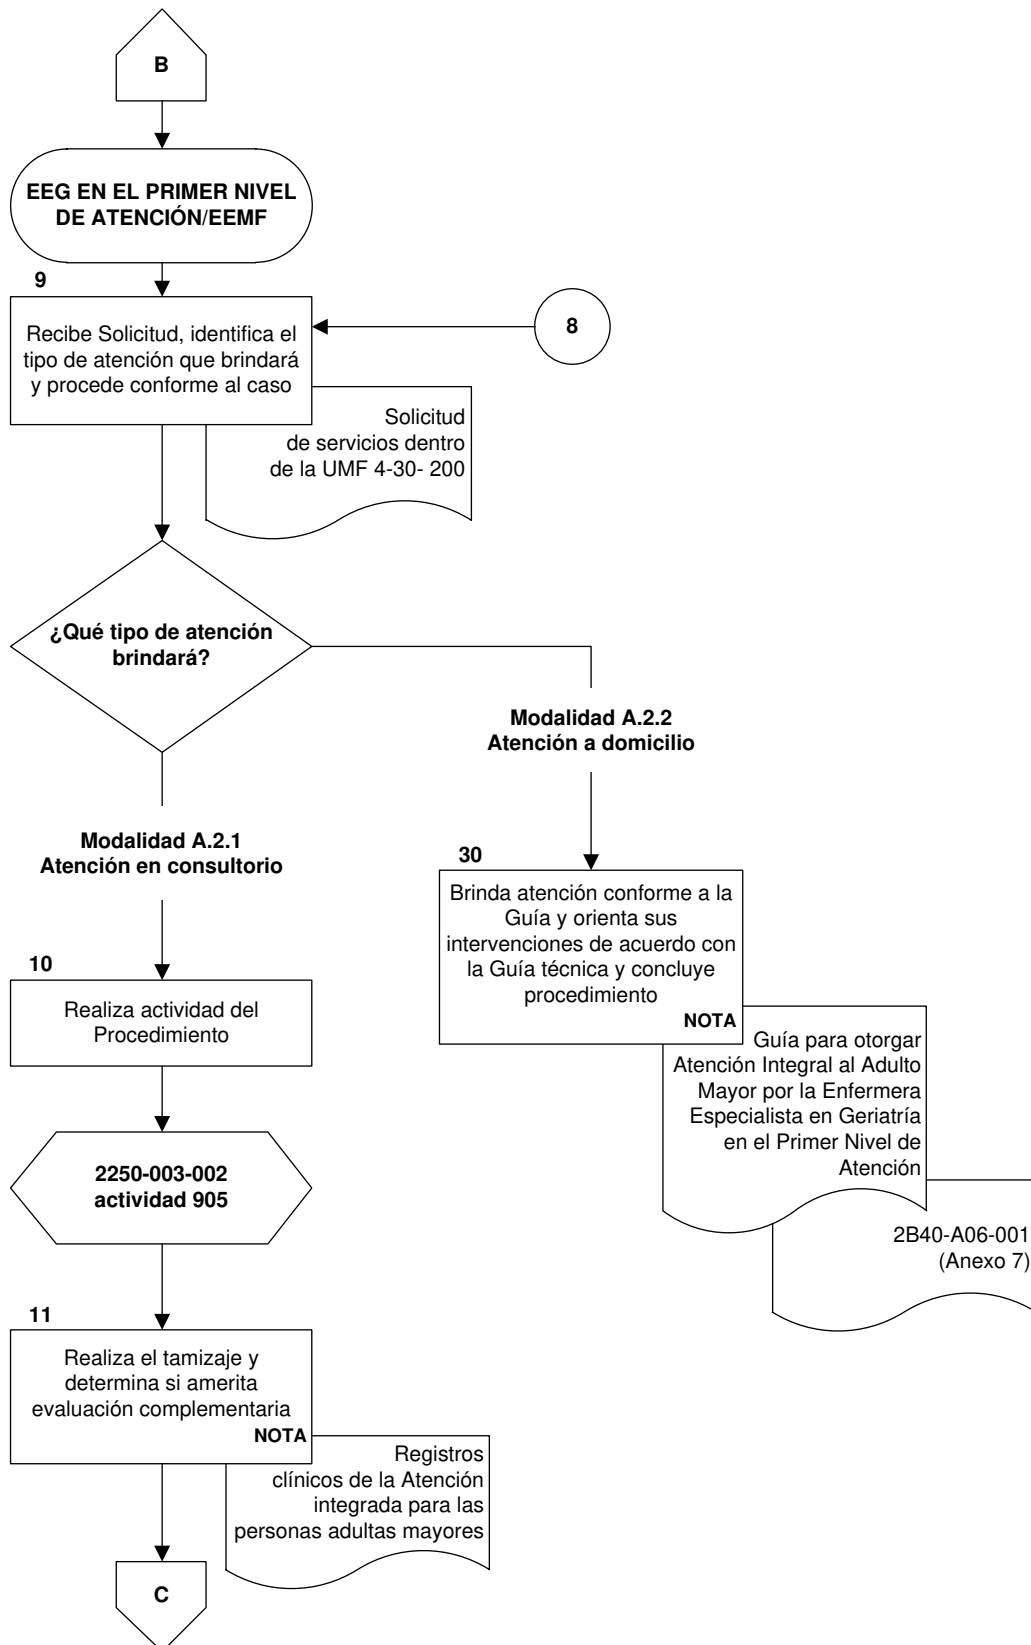 B
EEG EN EL PRIMER NIVEL
DE ATENCIÓN/EEMF
9
Recibe Solicitud, identifica el
tipo de atención que brindará
y procede conforme al caso
8
Solicitud
de servicios dentro
de la UMF 4-30- 200
¿Qué tipo de atención
brindará?
Modalidad A.2.2
Atención a domicilio
Modalidad A.2.1
Atención en consultorio
30
Brinda atención conforme a la
Guía y orienta sus
intervenciones de acuerdo con
la Guía técnica y concluye
procedimiento
NOTA
Guía para otorgar
Atención Integral al Adulto
Mayor por la Enfermera
Especialista en Geriatría
en el Primer Nivel de
Atención
2B40-A06-001
(Anexo 7)
10
Realiza actividad del
Procedimiento
2250-003-002
actividad 905
11
Realiza el tamizaje y
determina si amerita
evaluación complementaria
NOTA
Registros
clínicos de la Atención
integrada para las
personas adultas mayores
C